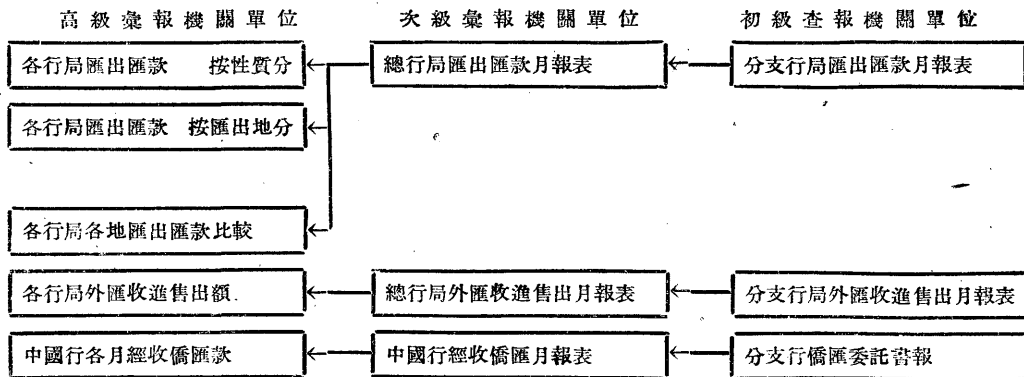 高級彙報機關單位 次級彙報機關單位 初級查報機關單位
各行局匯出匯款 按性質分 總行局匯出匯款月報表 分支行局匯出匯款月報表
各行局匯出匯款 按匯出地分
各行局各地匯出匯款比較
各行局外匯收進售出額 總行局外匯收進售出月報表 分支行局外匯收進售出月報表
中國行各月經收僑匯款 中國行經收僑匯月報表 分支行僑匯委託書報